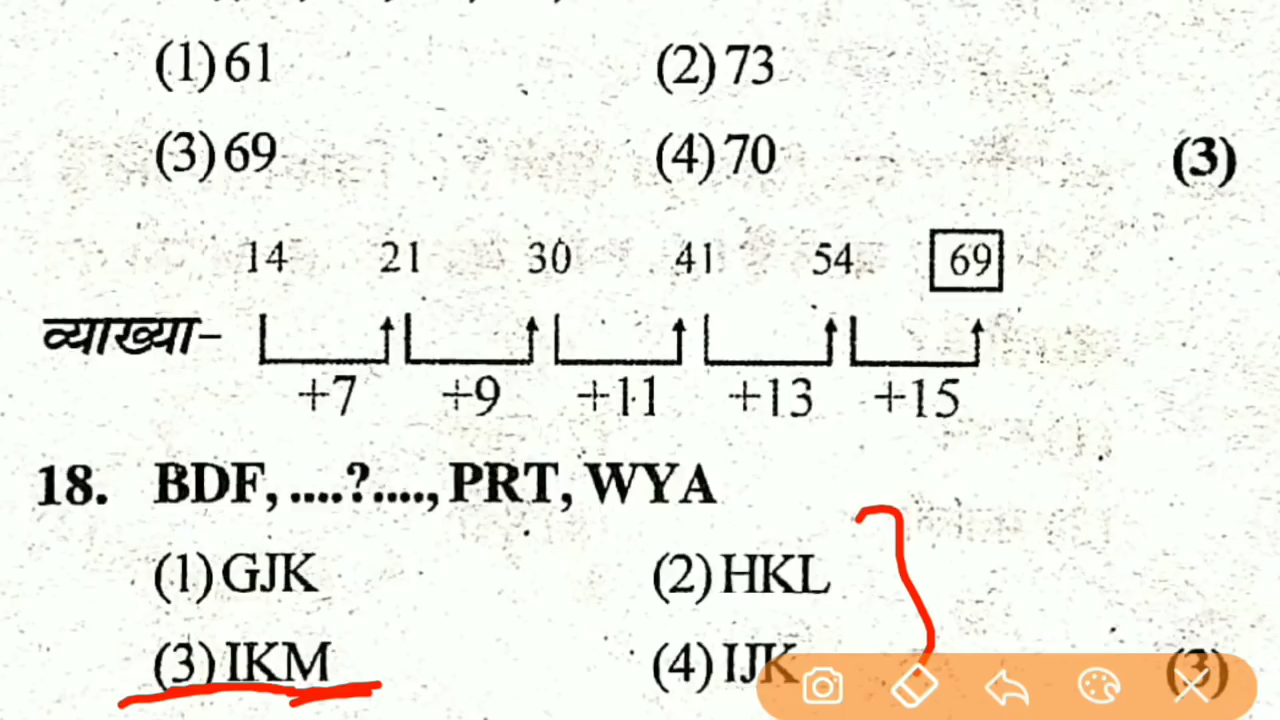 (1) 61 (2) 73
(3) 69 (4) 70 (3)
14 21 30 41 54 69
व्याख्या-
+7 +9 +11 +13 +15
18. BDF, ....?...., PRT, WYA
(1) GJK (2) HKL
(3) IKM (4) IJK (3)